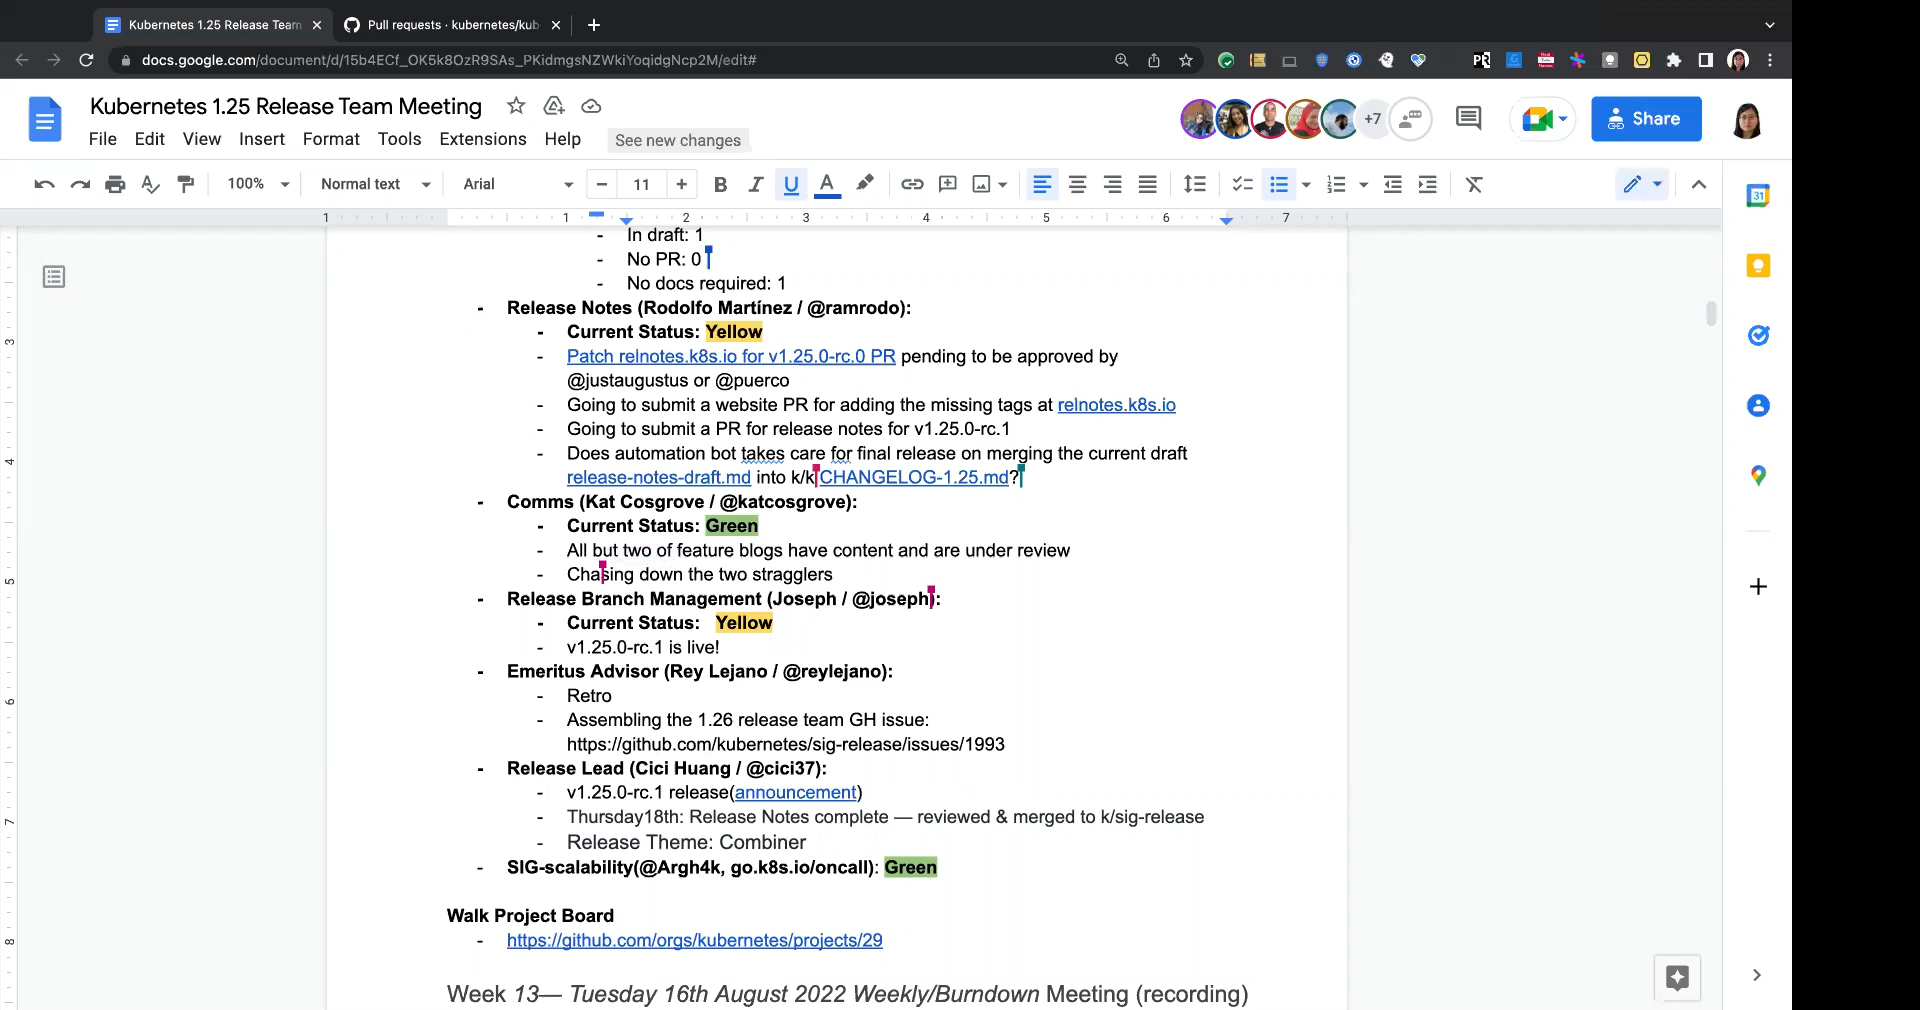 Kubernetes 1.25 Release Team
Pull requests · kubernetes/kub
docs.google.com/document/d/15b4ECf_OK5k8OzR9SAs_PKidmgsNZWkiYoqidgNcp2M/edit#
Kubernetes 1.25 Release Team Meeting
+7
Share
File Edit View Insert Format Tools Extensions Help See new changes
100% Normal text Arial 11
1 1 2 3 4 5 6 7
In draft: 1
- No PR: 0
- No docs required: 1
- Release Notes (Rodolfo Martínez / @ramrodo):
- Current Status: Yellow
- Patch relnotes.k8s.io for v1.25.0-rc.0 PR pending to be approved by
@justaugustus or @puerco
- Going to submit a website PR for adding the missing tags at relnotes.k8s.io
- Going to submit a PR for release notes for v1.25.0-rc.1
- Does automation bot takes care for final release on merging the current draft
release-notes-draft.md into k/k CHANGELOG-1.25.md?
- Comms (Kat Cosgrove / @katcosgrove):
- Current Status: Green
- All but two of feature blogs have content and are under review
- Chasing down the two stragglers
- Release Branch Management (Joseph / @joseph):
- Current Status: Yellow
- v1.25.0-rc.1 is live!
- Emeritus Advisor (Rey Lejano / @reylejano):
- Retro
- Assembling the 1.26 release team GH issue:
https://github.com/kubernetes/sig-release/issues/1993
- Release Lead (Cici Huang / @cici37):
- v1.25.0-rc.1 release(announcement)
- Thursday18th: Release Notes complete — reviewed & merged to k/sig-release
- Release Theme: Combiner
- SIG-scalability(@Argh4k, go.k8s.io/oncall): Green
Walk Project Board
- https://github.com/orgs/kubernetes/projects/29
Week 13— Tuesday 16th August 2022 Weekly/Burndown Meeting (recording)